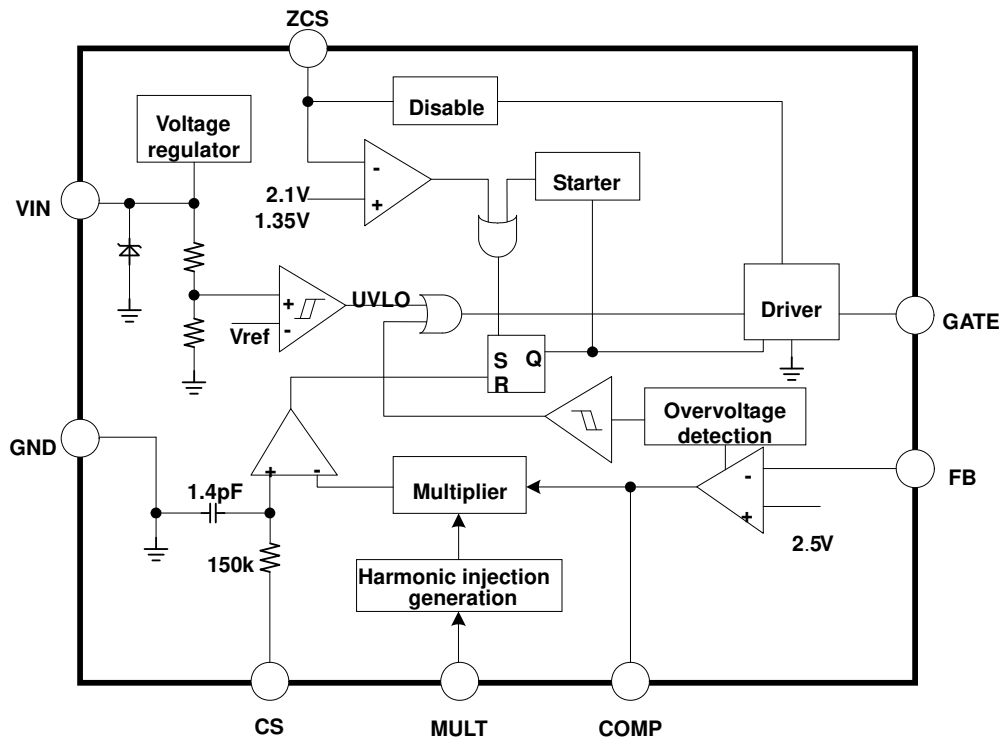 ZCS
Disable
Voltage
regulator
-
+
Starter
2.1V
1.35V
VIN
+
-
UVLO
Vref
Driver
GATE
S
Q
R
Overvoltage
detection
GND
+
-
1.4pF
Multiplier
-
+
FB
2.5V
150k
Harmonic injection
generation
CS
MULT
COMP